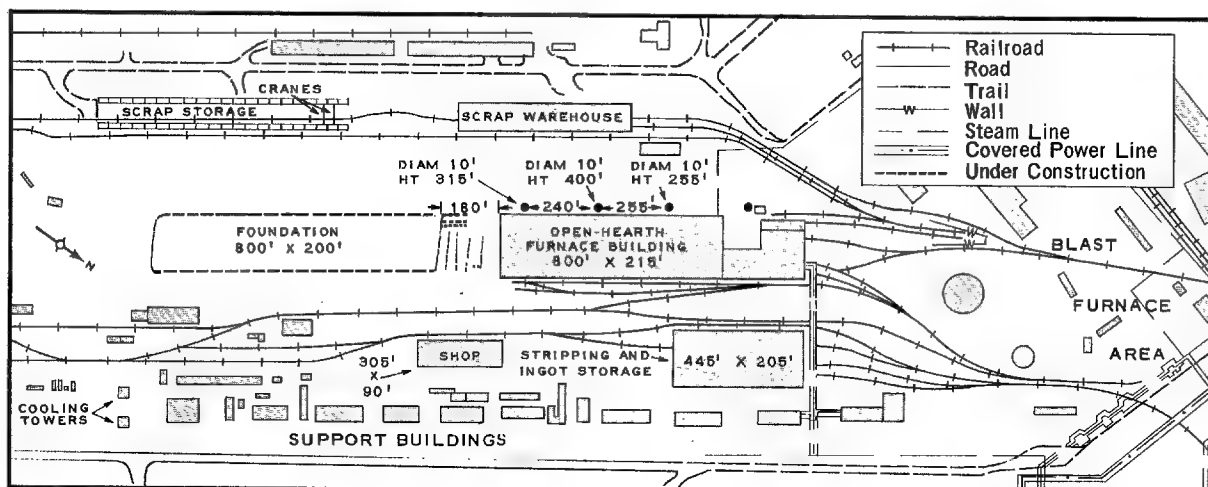 CRANES
SCRAP STORAGE
SCRAP WAREHOUSE
Railroad
Road
Trail
W
Wall
Steam Line
Covered Power Line
Under Construction
DIAM 10'
HT 315'
DIAM 10'
HT 400'
DIAM 10'
HT 255'
180'
240'
255'
FOUNDATION
800' X 200'
OPEN-HEARTH
FURNACE BUILDING
800' X 215'
N
W
W
BLAST
FURNACE
AREA
305'
X
90'
SHOP
STRIPPING AND
INGOT STORAGE
445' X 205'
COOLING
TOWERS
SUPPORT BUILDINGS